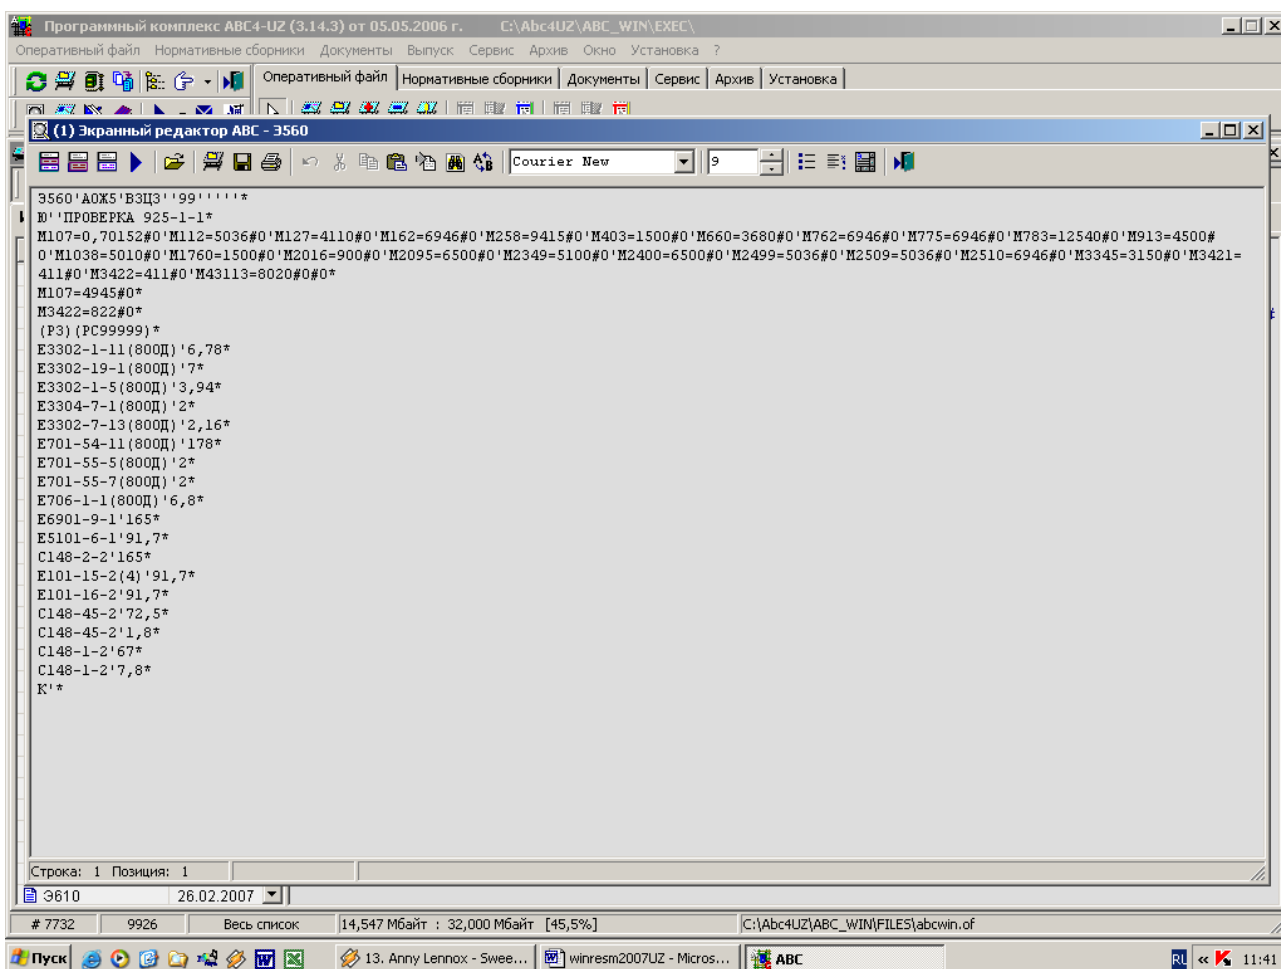 Программный комплекс АВС4-UZ (3.14.3) от 05.05.2006 г. C:\Abc4UZ\ABC_WIN\EXEC\
Оперативный файл Нормативные сборники Документы Выпуск Сервис Архив Окно Установка ?
Оперативный файл Нормативные сборники Документы Сервис Архив Установка
(1) Экранный редактор АВС - Э560
Courier New 9
Э560'АОЖ5'ВЗЦ3''99'''''*
Ю''ПРОВЕРКА 925-1-1*
М107=0,70152#0'М112=5036#0'М127=4110#0'М162=6946#0'М258=9415#0'М403=1500#0'М660=3680#0'М762=6946#0'М775=6946#0'М783=12540#0'М913=4500#
0'М1038=5010#0'М1760=1500#0'М2016=900#0'М2095=6500#0'М2349=5100#0'М2400=6500#0'М2499=5036#0'М2509=5036#0'М2510=6946#0'М3345=3150#0'М3421=
411#0'М3422=411#0'М43113=8020#0#0*
М107=4945#0*
М3422=822#0*
(Р3)(РС99999)*
Е3302-1-11(800Д)'6,78*
Е3302-19-1(800Д)'7*
Е3302-1-5(800Д)'3,94*
Е3304-7-1(800Д)'2*
Е3302-7-13(800Д)'2,16*
Е701-54-11(800Д)'178*
Е701-55-5(800Д)'2*
Е701-55-7(800Д)'2*
Е706-1-1(800Д)'6,8*
Е6901-9-1'165*
Е5101-6-1'91,7*
С148-2-2'165*
Е101-15-2(4)'91,7*
Е101-16-2'91,7*
С148-45-2'72,5*
С148-45-2'1,8*
С148-1-2'67*
С148-1-2'7,8*
К'*
Строка: 1 Позиция: 1
Э610 26.02.2007
# 7732 9926 Весь список 14,547 Мбайт : 32,000 Мбайт [45,5%] C:\Abc4UZ\ABC_WIN\FILES\abcwin.of
Пуск 13. Anny Lennox - Swee... winresm2007UZ - Micros... АВС RU « 11:41